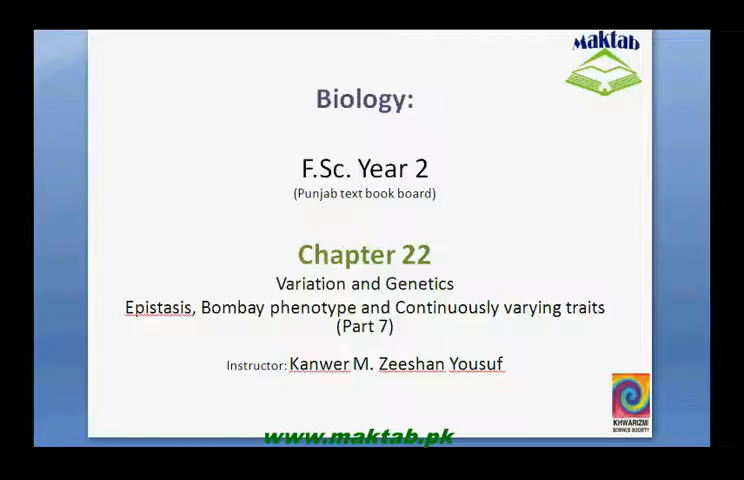 Maktab
Biology:
F.Sc. Year 2
(Punjab text book board)
Chapter 22
Variation and Genetics
Epistasis, Bombay phenotype and Continuously varying traits
(Part 7)
Instructor: Kanwer M. Zeeshan Yousuf
KHWARIZMI
SCIENCE SOCIETY
www.maktab.pk